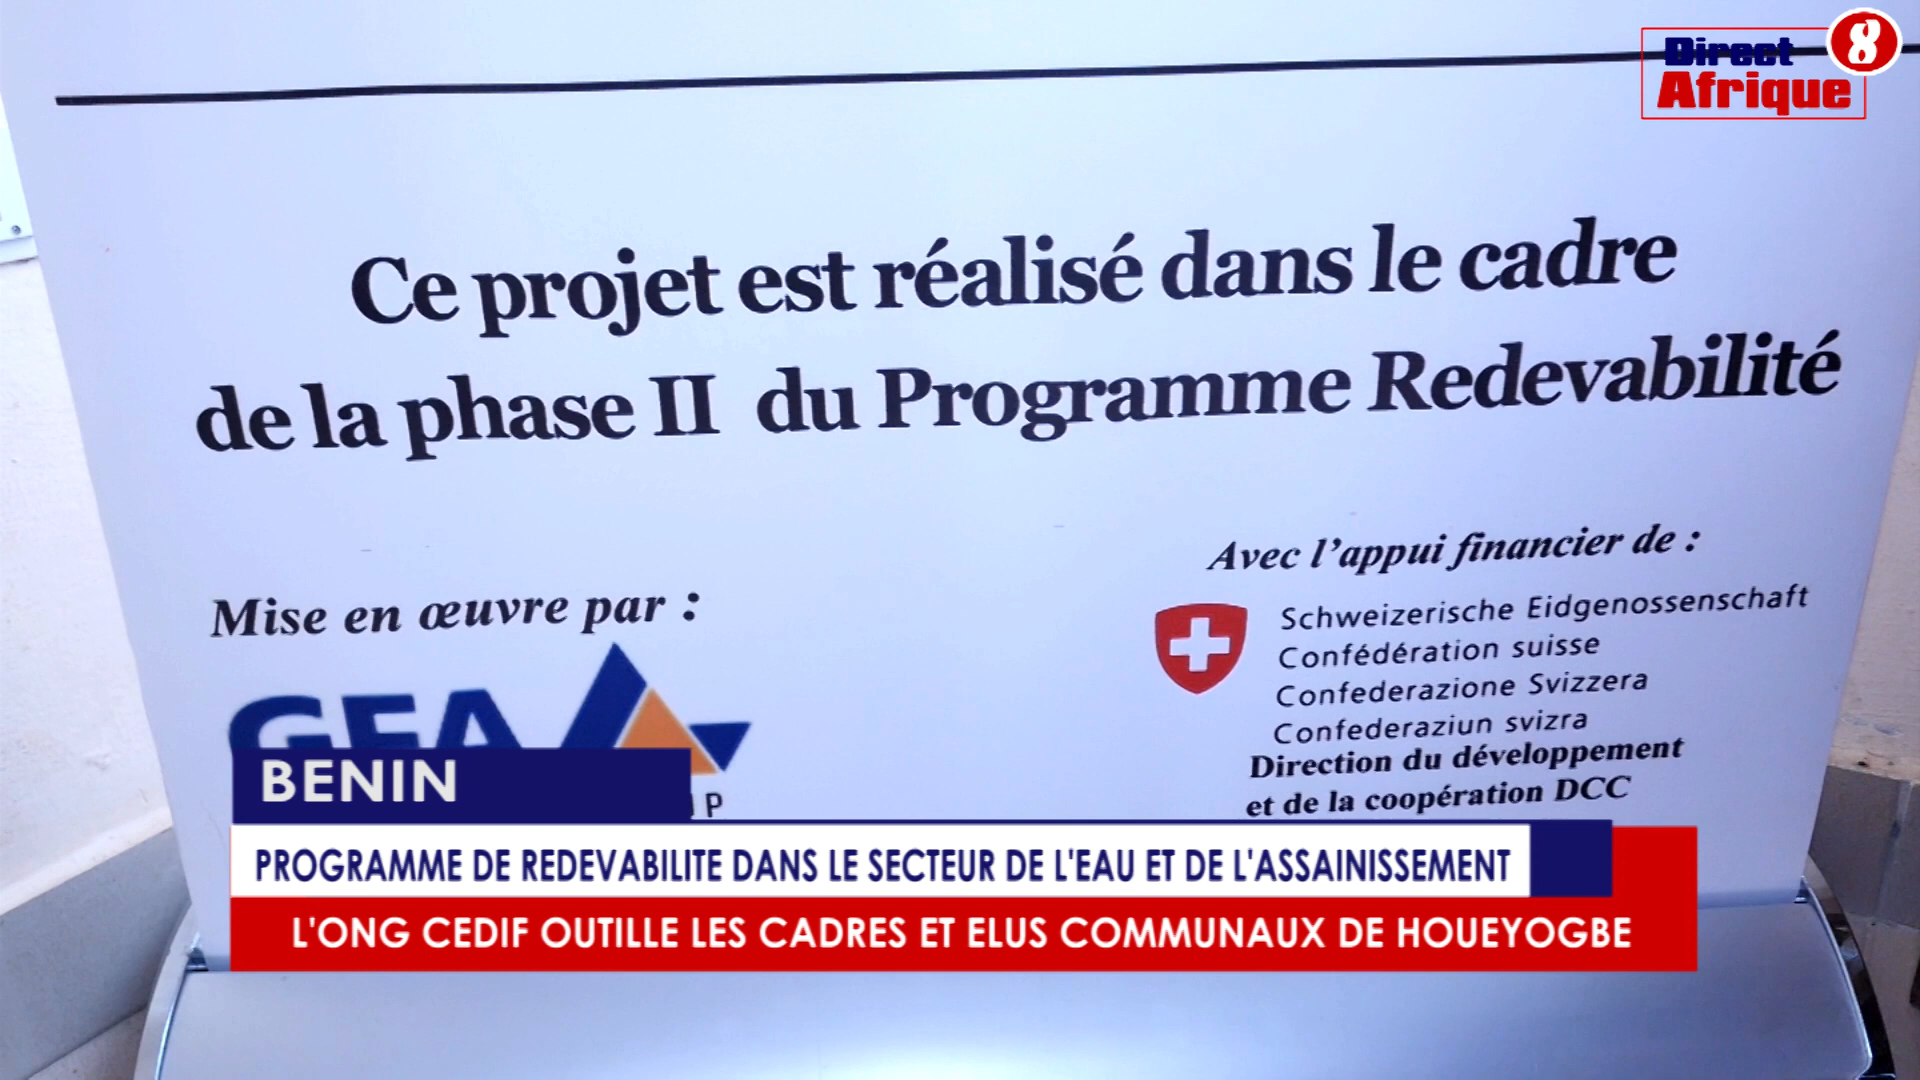 Direct 8
Afrique
Ce projet est réalisé dans le cadre
de la phase II du Programme Redevabilité
Avec l'appui financier de :
Mise en œuvre par :
Schweizerische Eidgenossenschaft
Confédération suisse
Confederazione Svizzera
Confederaziun svizra
Direction du développement
et de la coopération DCC
GFA
BENIN
PROGRAMME DE REDEVABILITE DANS LE SECTEUR DE L'EAU ET DE L'ASSAINISSEMENT
L'ONG CEDIF OUTILLE LES CADRES ET ELUS COMMUNAUX DE HOUEYOGBE